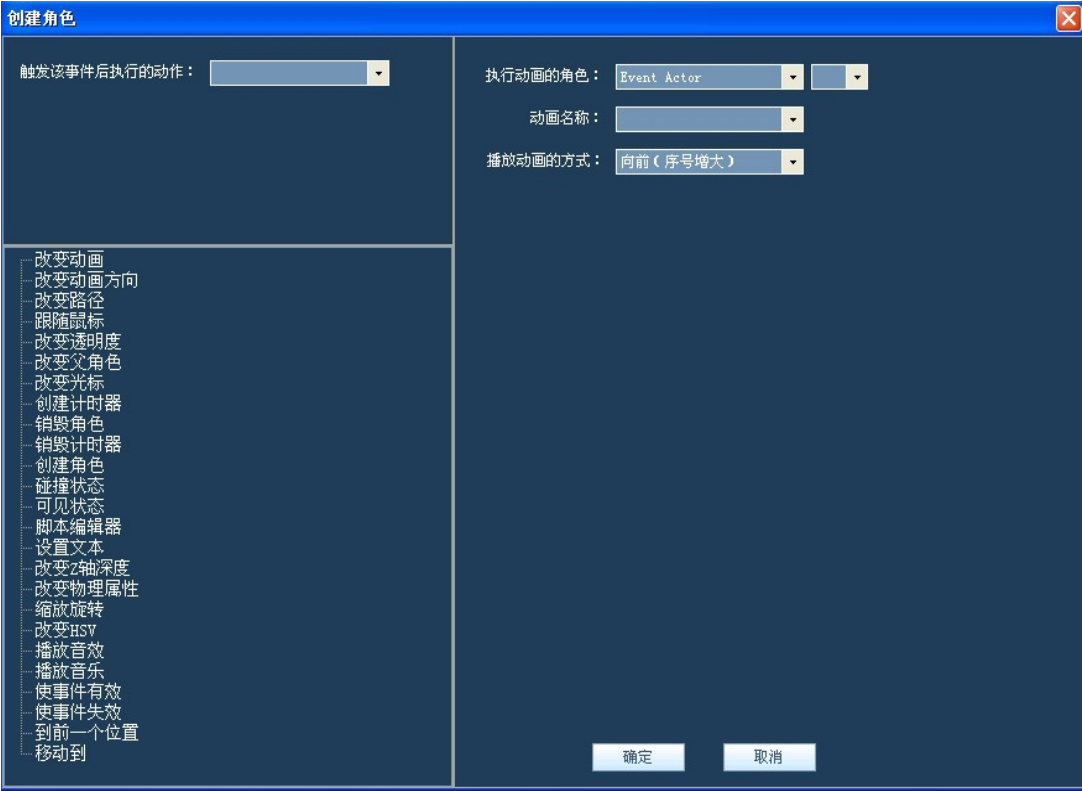 创建角色
触发该事件后执行的动作：
执行动画的角色： Event Actor
动画名称：
播放动画的方式： 向前（序号增大）
改变动画
改变动画方向
改变路径
跟随鼠标
改变透明度
改变父角色
改变光标
创建计时器
销毁角色
销毁计时器
创建角色
碰撞状态
可见状态
脚本编辑器
设置文本
改变Z轴深度
改变物理属性
缩放旋转
改变HSV
播放音效
播放音乐
使事件有效
使事件失效
到前一个位置
移动到
确定 取消